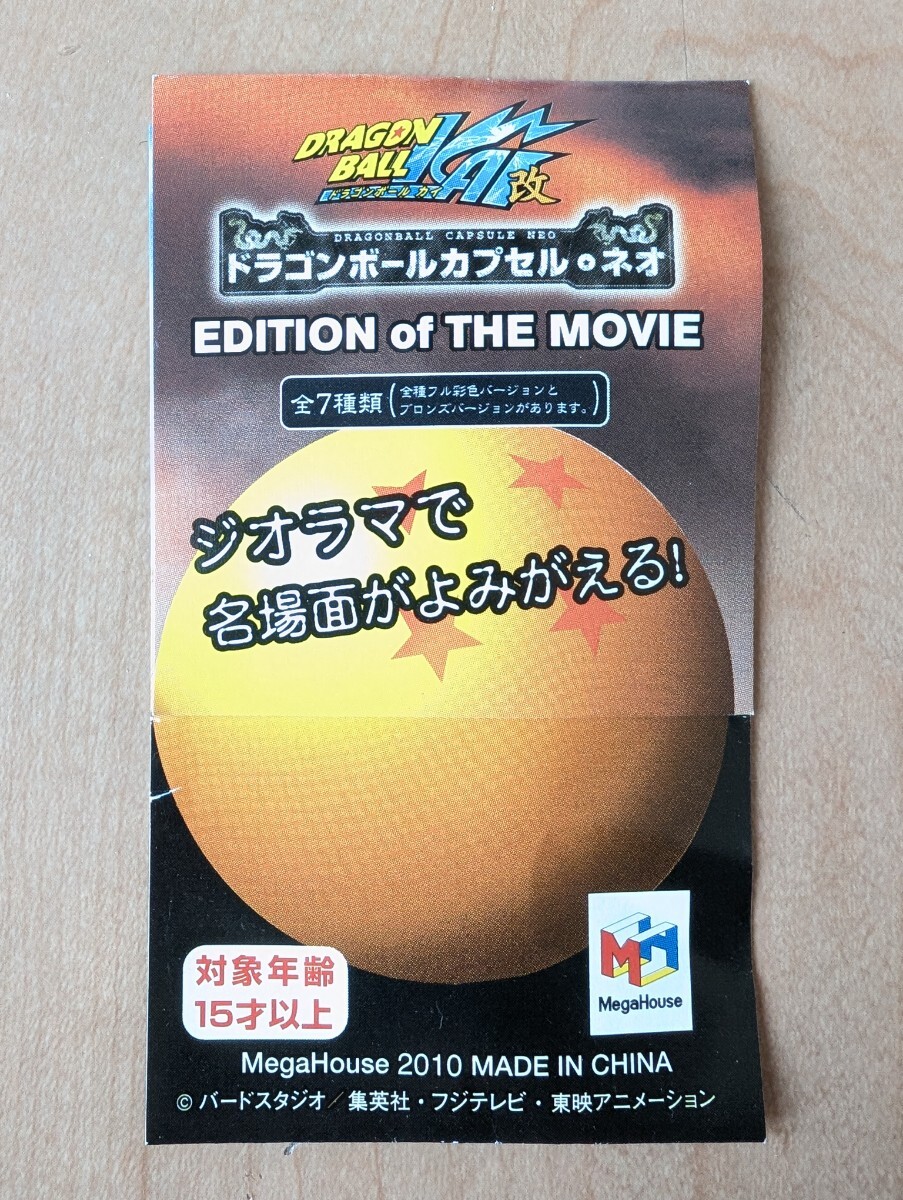 DRAGON
BALL KAI 改
ドラゴンボール カイ
DRAGONBALL CAPSULE NEO
ドラゴンボールカプセル・ネオ
EDITION of THE MOVIE
全7種類(全種フル彩色バージョンと
ブロンズバージョンがあります。)
ジオラマで
名場面がよみがえる!
対象年齢
15才以上
MH
MegaHouse
MegaHouse 2010 MADE IN CHINA
© バードスタジオ/集英社・フジテレビ・東映アニメーション